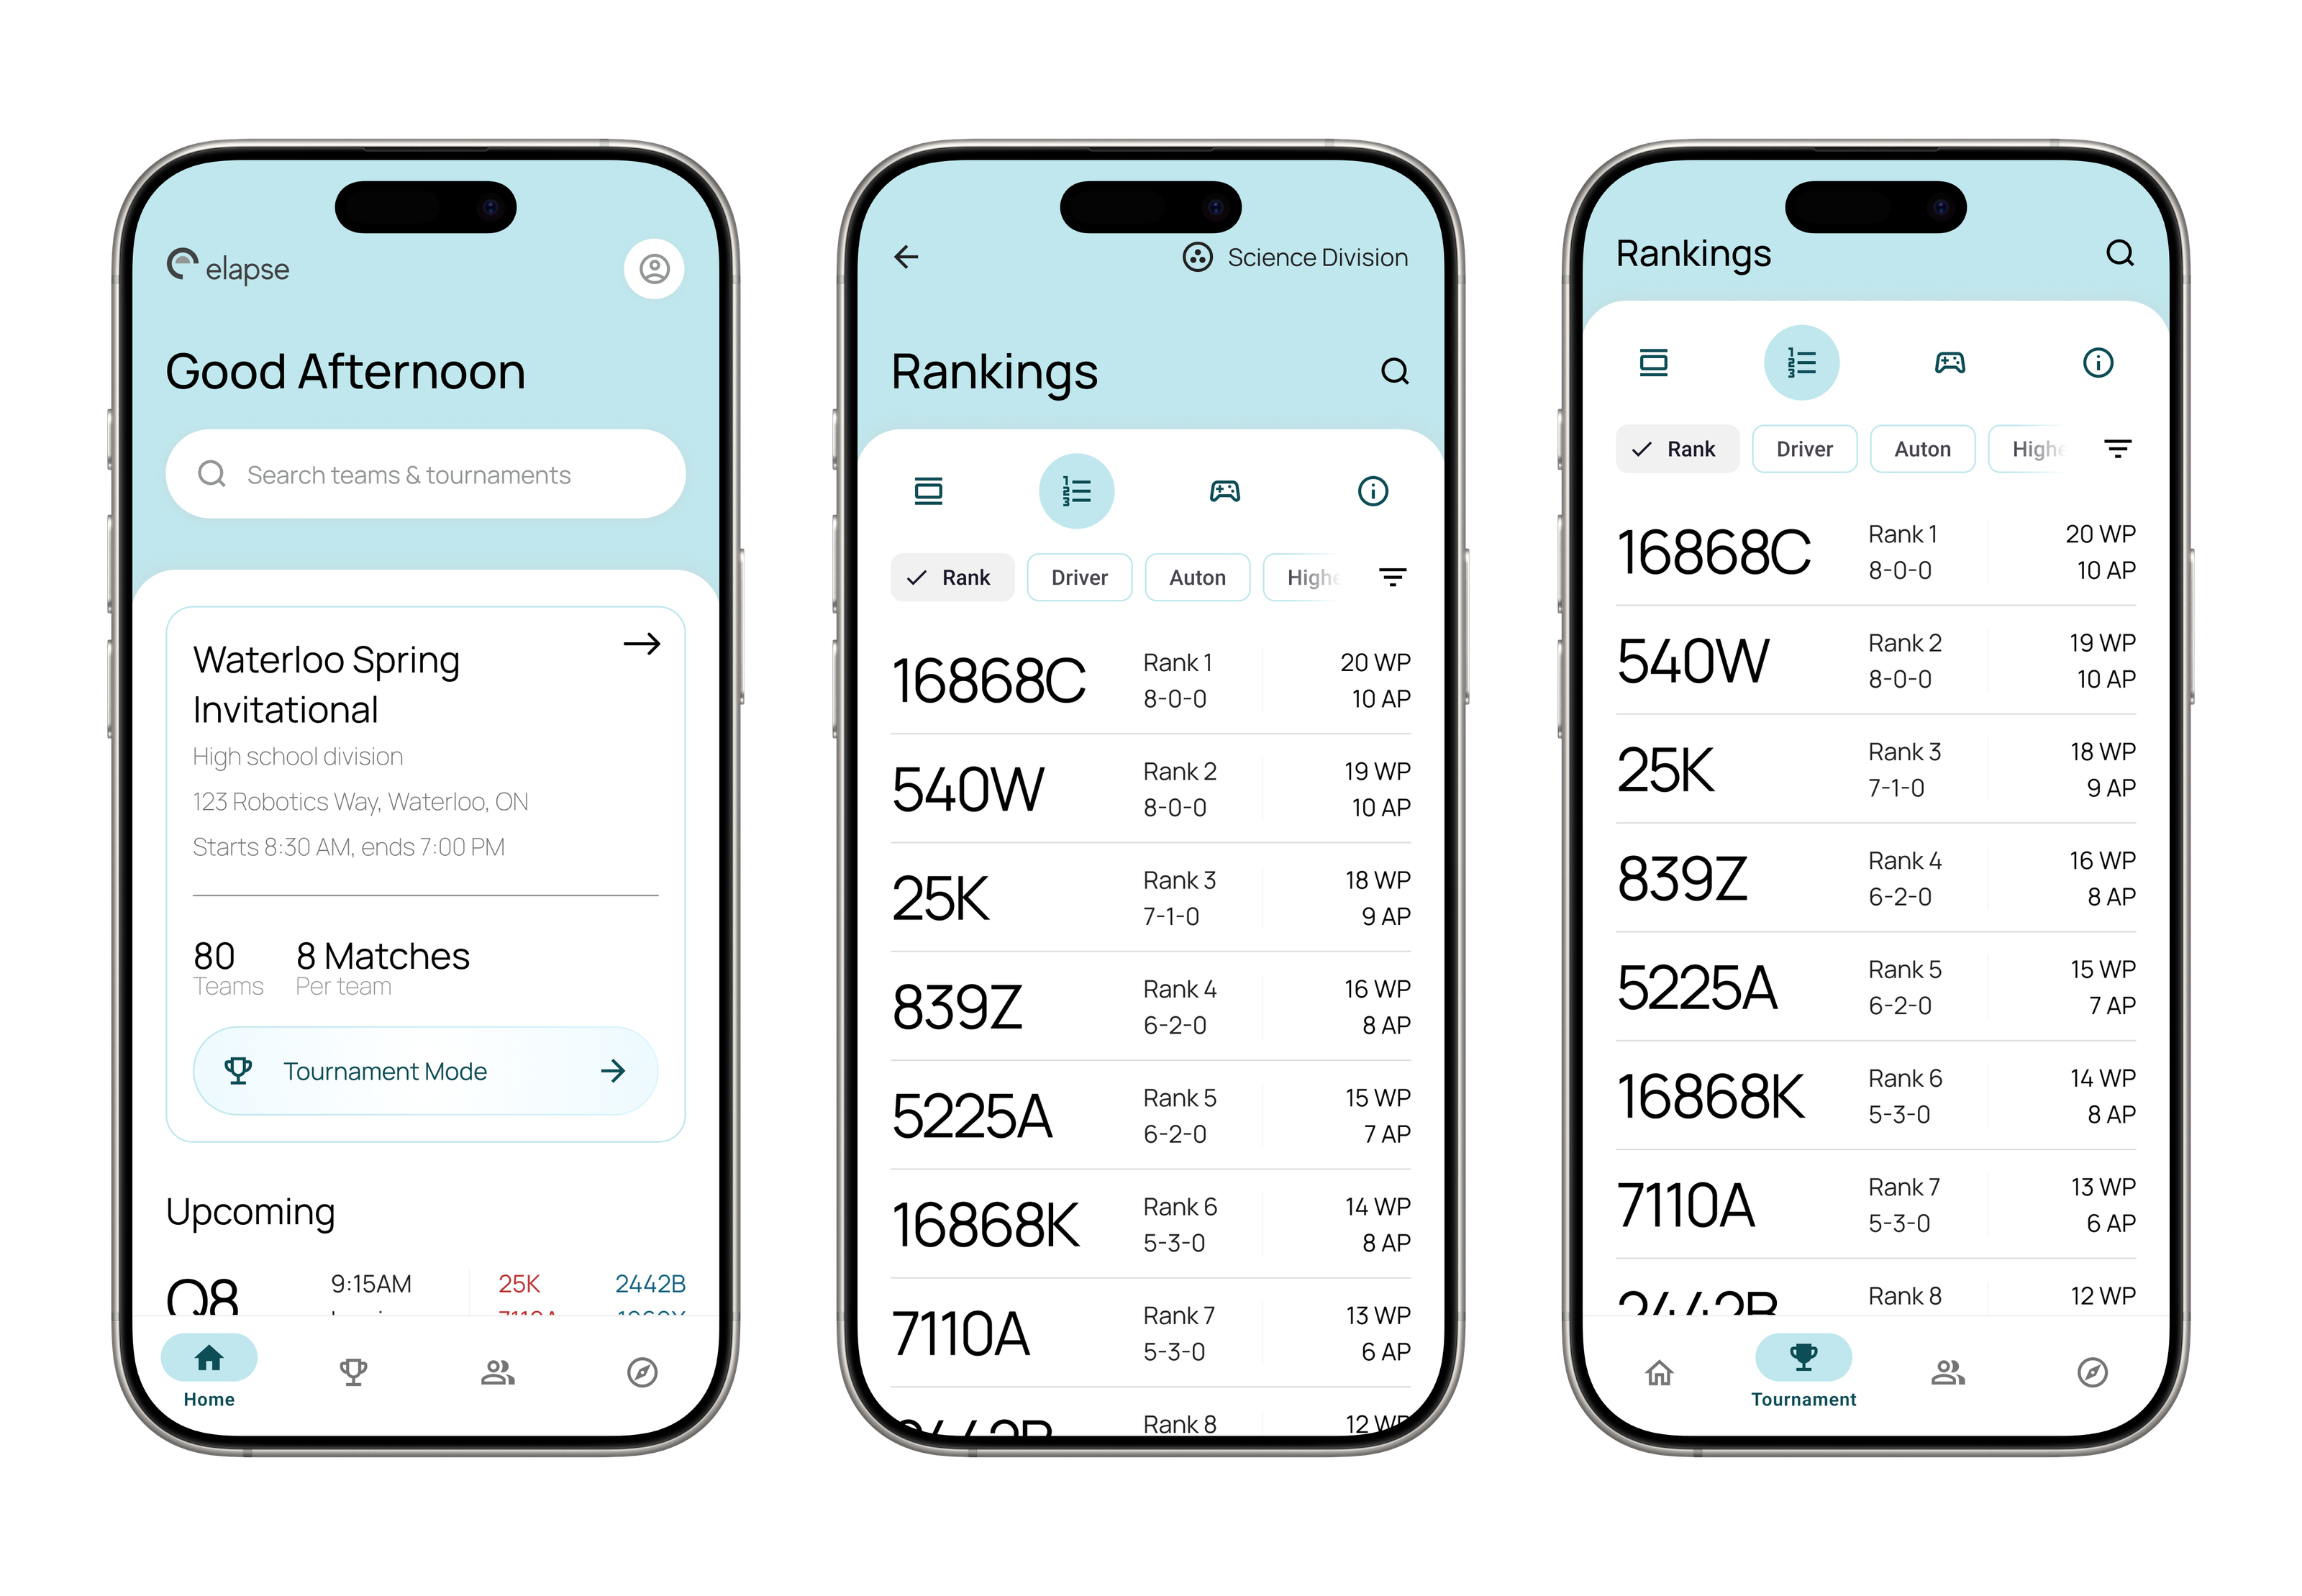 elapse
Good Afternoon
Search teams & tournaments
Waterloo Spring
Invitational
High school division
123 Robotics Way, Waterloo, ON
Starts 8:30 AM, ends 7:00 PM
80 8 Matches
Teams Per team
Tournament Mode
Upcoming
Q8 9:15AM 25K 2442B
Home
Science Division
Rankings
Rank Driver Auton Highe
16868C Rank 1 20 WP
8-0-0 10 AP
540W Rank 2 19 WP
8-0-0 10 AP
25K Rank 3 18 WP
7-1-0 9 AP
839Z Rank 4 16 WP
6-2-0 8 AP
5225A Rank 5 15 WP
6-2-0 7 AP
16868K Rank 6 14 WP
5-3-0 8 AP
7110A Rank 7 13 WP
5-3-0 6 AP
2442B Rank 8 12 WP
Rankings
Rank Driver Auton Highe
16868C Rank 1 20 WP
8-0-0 10 AP
540W Rank 2 19 WP
8-0-0 10 AP
25K Rank 3 18 WP
7-1-0 9 AP
839Z Rank 4 16 WP
6-2-0 8 AP
5225A Rank 5 15 WP
6-2-0 7 AP
16868K Rank 6 14 WP
5-3-0 8 AP
7110A Rank 7 13 WP
5-3-0 6 AP
2442B Rank 8 12 WP
Tournament